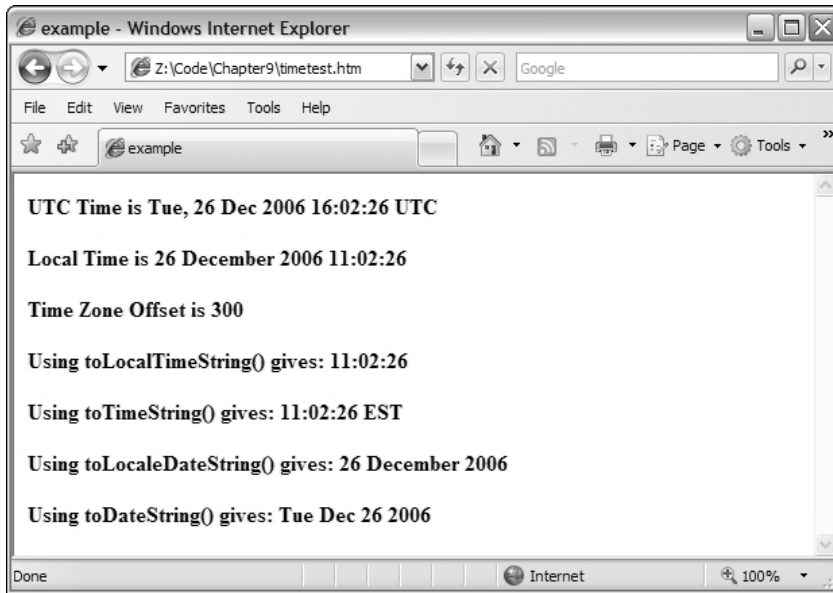 example - Windows Internet Explorer
Z:\Code\Chapter9\timetest.htm
Google
File Edit View Favorites Tools Help
example
Page Tools
UTC Time is Tue, 26 Dec 2006 16:02:26 UTC
Local Time is 26 December 2006 11:02:26
Time Zone Offset is 300
Using toLocalTimeString() gives: 11:02:26
Using toTimeString() gives: 11:02:26 EST
Using toLocaleDateString() gives: 26 December 2006
Using toDateString() gives: Tue Dec 26 2006
Done Internet 100%